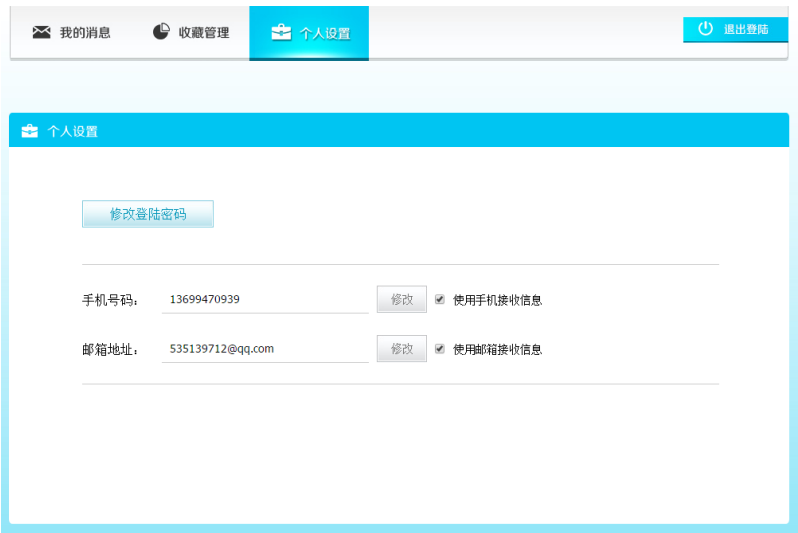 我的消息 收藏管理 个人设置 退出登陆
个人设置
修改登陆密码
手机号码： 13699470939 修改 使用手机接收信息
邮箱地址： 535139712@qq.com 修改 使用邮箱接收信息